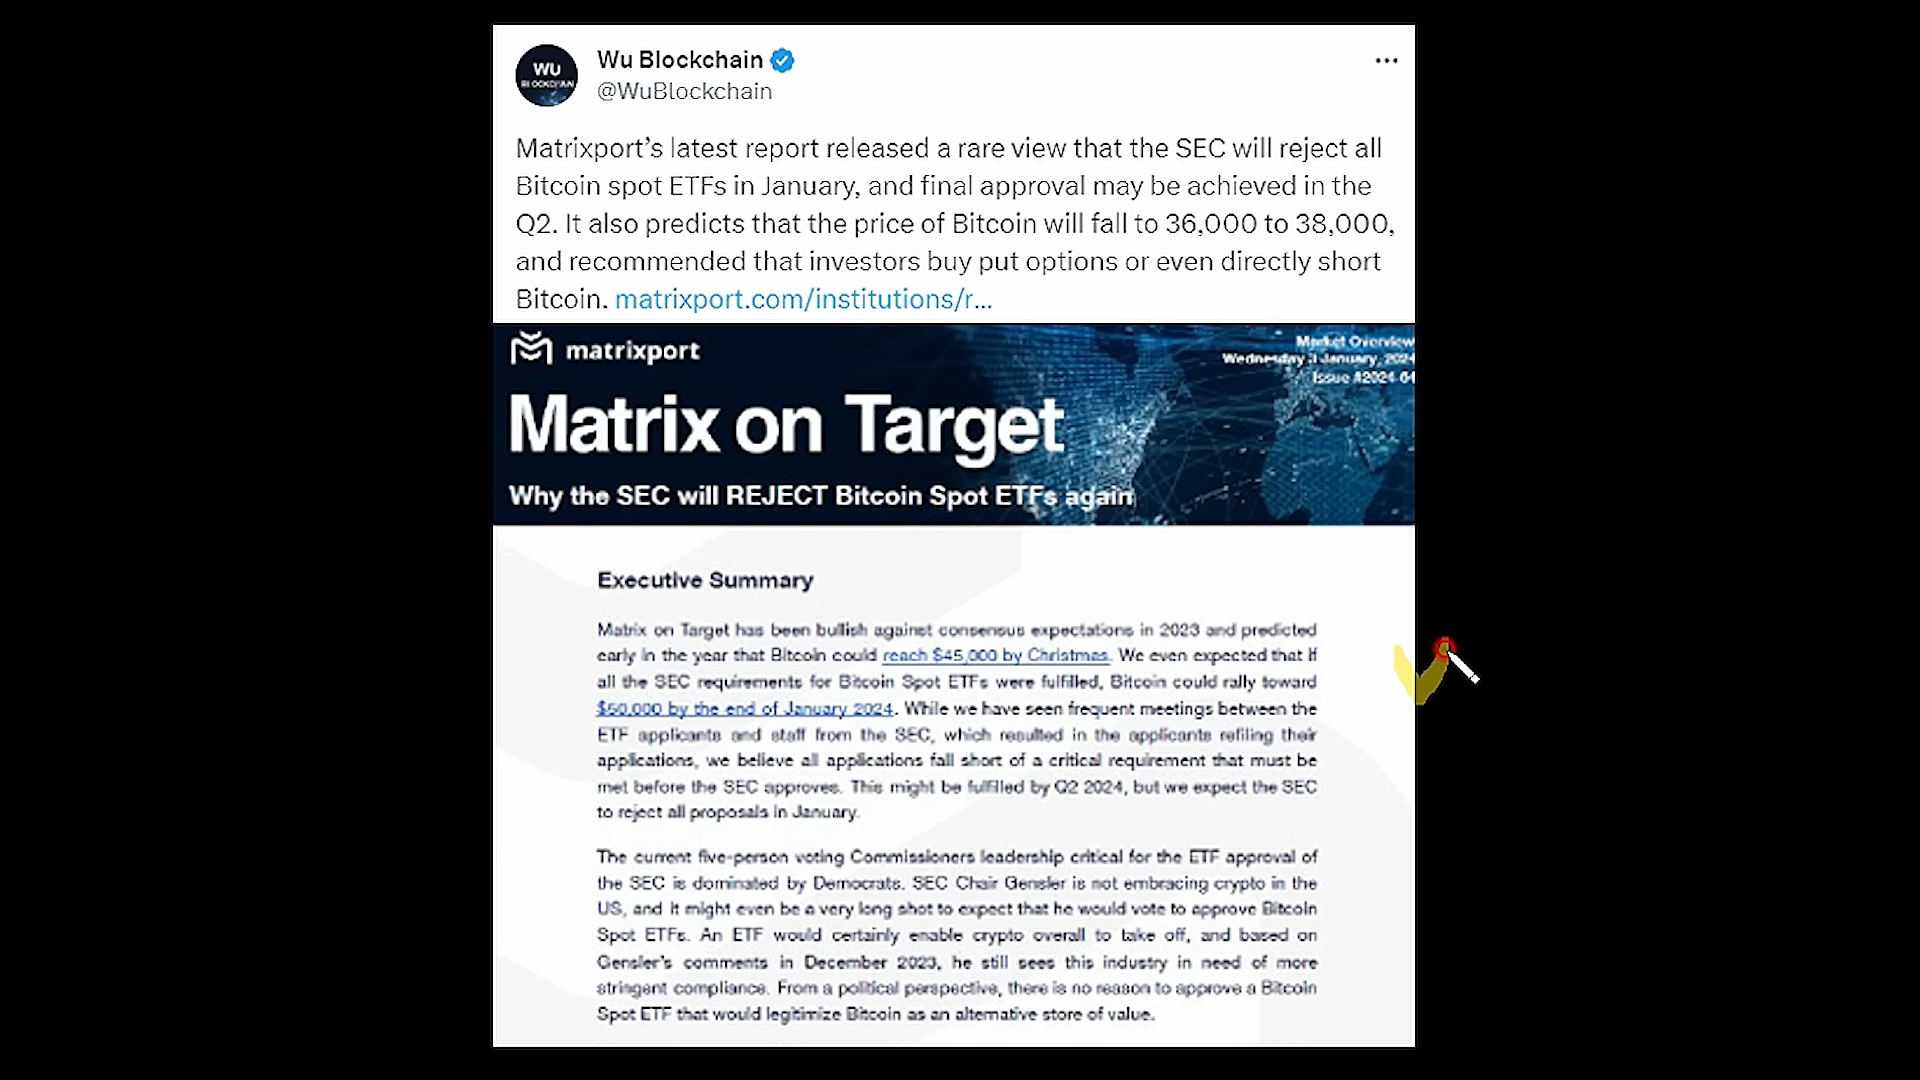 WU
BLOCKCHAIN
Wu Blockchain
@WuBlockchain
Matrixport’s latest report released a rare view that the SEC will reject all
Bitcoin spot ETFs in January, and final approval may be achieved in the
Q2. It also predicts that the price of Bitcoin will fall to 36,000 to 38,000,
and recommended that investors buy put options or even directly short
Bitcoin. matrixport.com/institutions/r...
matrixport
Market Overview
Wednesday 3 January, 2024
Issue #2024-04
Matrix on Target
Why the SEC will REJECT Bitcoin Spot ETFs again
Executive Summary
Matrix on Target has been bullish against consensus expectations in 2023 and predicted
early in the year that Bitcoin could reach $45,000 by Christmas. We even expected that if
all the SEC requirements for Bitcoin Spot ETFs were fulfilled, Bitcoin could rally toward
$50,000 by the end of January 2024. While we have seen frequent meetings between the
ETF applicants and staff from the SEC, which resulted in the applicants refiling their
applications, we believe all applications fall short of a critical requirement that must be
met before the SEC approves. This might be fulfilled by Q2 2024, but we expect the SEC
to reject all proposals in January.
The current five-person voting Commissioners leadership critical for the ETF approval of
the SEC is dominated by Democrats. SEC Chair Gensler is not embracing crypto in the
US, and it might even be a very long shot to expect that he would vote to approve Bitcoin
Spot ETFs. An ETF would certainly enable crypto overall to take off, and based on
Gensler's comments in December 2023, he still sees this industry in need of more
stringent compliance. From a political perspective, there is no reason to approve a Bitcoin
Spot ETF that would legitimize Bitcoin as an alternative store of value.